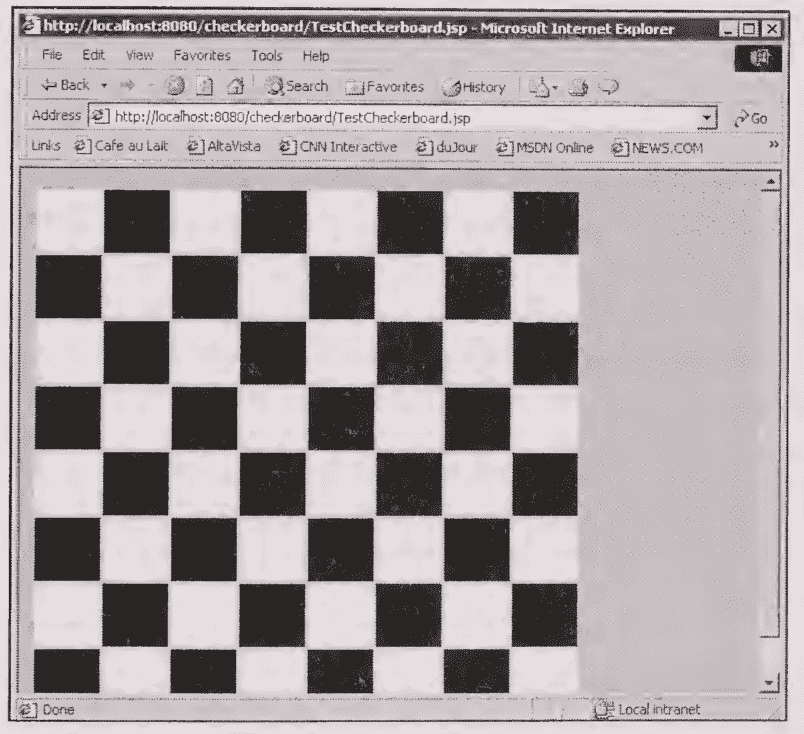 http://localhost:8080/checkerboard/TestCheckerboard.jsp - Microsoft Internet Explorer
File Edit View Favorites Tools Help
Back Search Favorites History
Address http://localhost:8080/checkerboard/TestCheckerboard.jsp Go
Links Cafe au Lait AltaVista CNN Interactive duJour MSDN Online NEWS.COM »
Done Local intranet